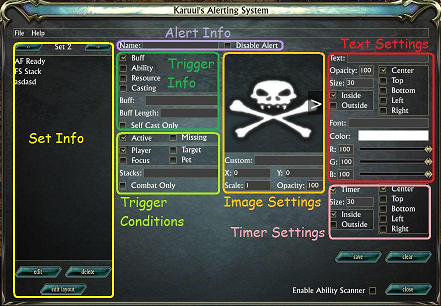 Karuul's Alerting System
File Help
Alert Info
Set 2
Name: Disable Alert
Text Settings
AF Ready
FS Stack
asdasd
Buff
Ability
Resource
Casting
Trigger
Info
Buff:
Buff Length:
Self Cast Only
Text:
Opacity: 100 Center
Size: 30 Top
Inside Bottom
Outside Left
Right
Font:
Color:
R: 100
G: 100
B: 100
Set Info
Active Missing
Player Target
Focus Pet
Stacks:
Combat Only
Custom:
X: 0 Y: 0
Scale: 1 Opacity: 100
Timer Center
Size: 30 Top
Inside Bottom
Outside Left
Right
Trigger
Conditions
Image Settings
Timer Settings
edit delete
edit layout
save clear
Enable Ability Scanner close